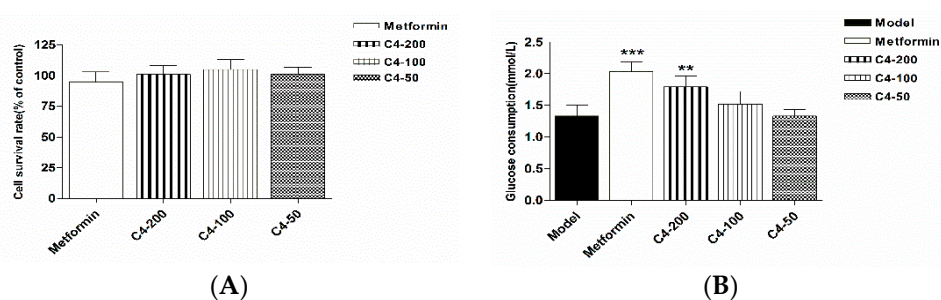 Metformin
C4-200
C4-100
C4-50
Cell survival rate(% of control)
125
100
75
50
25
0
Metformin
C4-200
C4-100
C4-50
(A)
Model
Metformin
C4-200
C4-100
C4-50
Glucose consumption(mmol/L)
2.5
2.0
1.5
1.0
0.5
0.0
***
**
Model
Metformin
C4-200
C4-100
C4-50
(B)